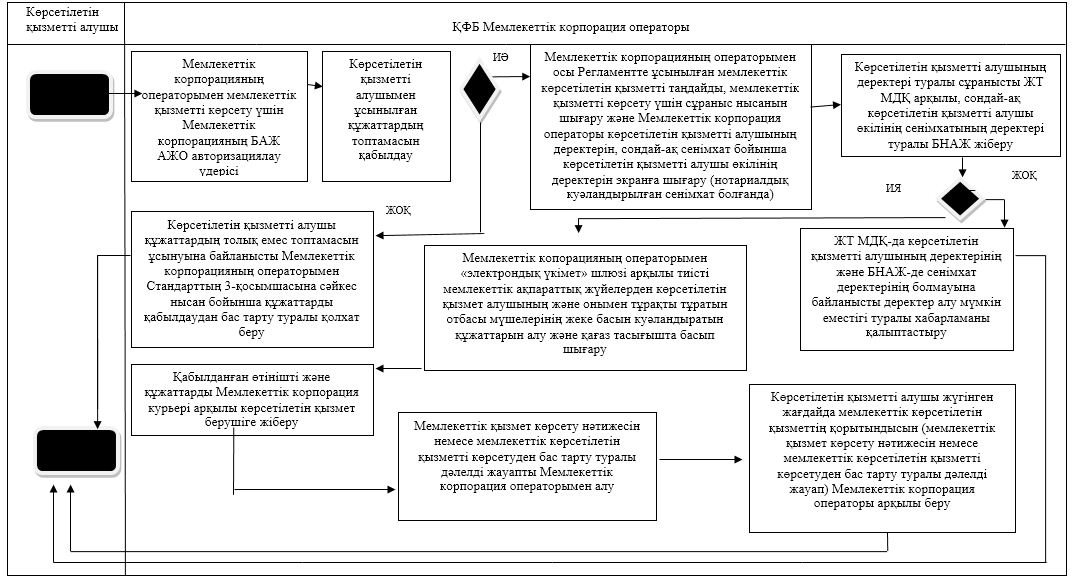 Көрсетілетін
қызметті алушы
ҚФБ Мемлекеттік корпорация операторы
Мемлекеттік
корпорацияның
операторымен мемлекеттік
қызметті көрсету үшін
Мемлекеттік
корпорацияның БАЖ
АЖО авторизациялау
үдерісі
Көрсетілетін
қызметті
алушымен
ұсынылған
құжаттардың
топтамасын
қабылдау
ИӘ
Мемлекеттік корпорацияның операторымен
осы Регламентте ұсынылған мемлекеттік
көрсетілетін қызметті таңдайды, мемлекеттік
қызметті көрсету үшін сұраныс нысанын
шығару және Мемлекеттік корпорация
операторы көрсетілетін қызметті алушының
деректерін, сондай-ақ сенімхат бойынша
көрсетілетін қызметті алушы өкілінің
деректерін экранға шығару (нотариалдық
куәландырылған сенімхат болғанда)
Көрсетілетін қызметті алушының
деректері туралы сұранысты ЖТ
МДҚ арқылы, сондай-ақ
көрсетілетін қызметті алушы
өкілінің сенімхатының деректері
туралы БНАЖ жіберу
ИЯ
ЖОҚ
ЖОҚ
Көрсетілетін қызметті алушы
құжаттардың толық емес топтамасын
ұсынуына байланысты Мемлекеттік
корпорацияның операторымен
Стандарттың 3-қосымшасына сәйкес
нысан бойынша құжаттарды
қабылдаудан бас тарту туралы қолхат
беру
Мемлекеттік копорацияның операторымен
«электрондық үкімет» шлюзі арқылы тиісті
мемлекеттік ақпараттық жүйелерден көрсетілетін
қызмет алушының және онымен тұрақты тұратын
отбасы мүшелерінің жеке басын куәландыратын
құжаттарын алу және қағаз тасығышта басып
шығару
ЖТ МДҚ-да көрсетілетін
қызметті алушының деректерінің
және БНАЖ-де сенімхат
деректерінің болмауына
байланысты деректер алу мүмкін
еместігі туралы хабарламаны
қалыптастыру
Қабылданған өтінішті және
құжаттарды Мемлекеттік корпорация
курьері арқылы көрсетілетін қызмет
берушіге жіберу
Мемлекеттік қызмет көрсету нәтижесін
немесе мемлекеттік көрсетілетін
қызметті көрсетуден бас тарту туралы
дәлелді жауапты Мемлекеттік
корпорация операторымен алу
Көрсетілетін қызметті алушы жүгінген
жағдайда мемлекеттік көрсетілетін
қызметтің қорытындысын (мемлекеттік
қызмет көрсету нәтижесін немесе
мемлекеттік көрсетілетін қызметті
көрсетуден бас тарту туралы дәлелді
жауап) Мемлекеттік корпорация
операторы арқылы беру